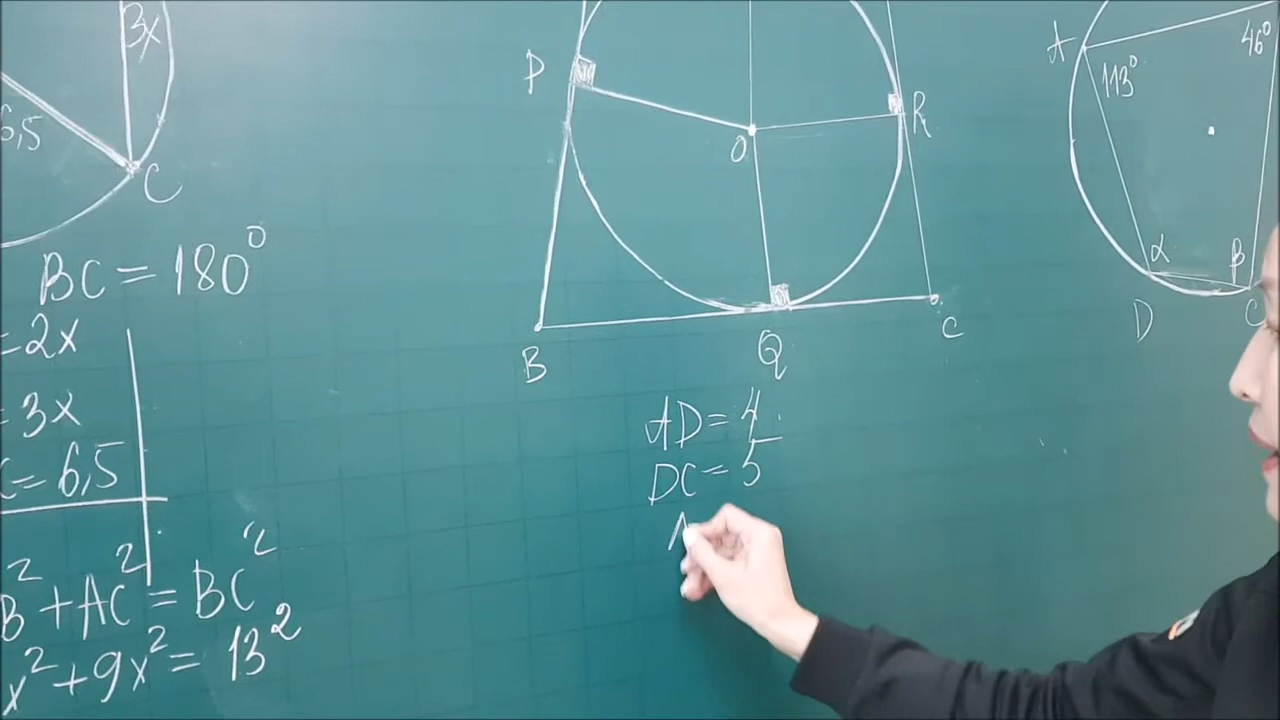 3x
6,5
C
BC = 180°
=2x
=3x
C=6,5
B² + AC² = BC²
x² + 9x² = 13²
P
O
R
B
Q
C
AD = 4
DC = 5
A
A
113°
46°
α
β
D
C